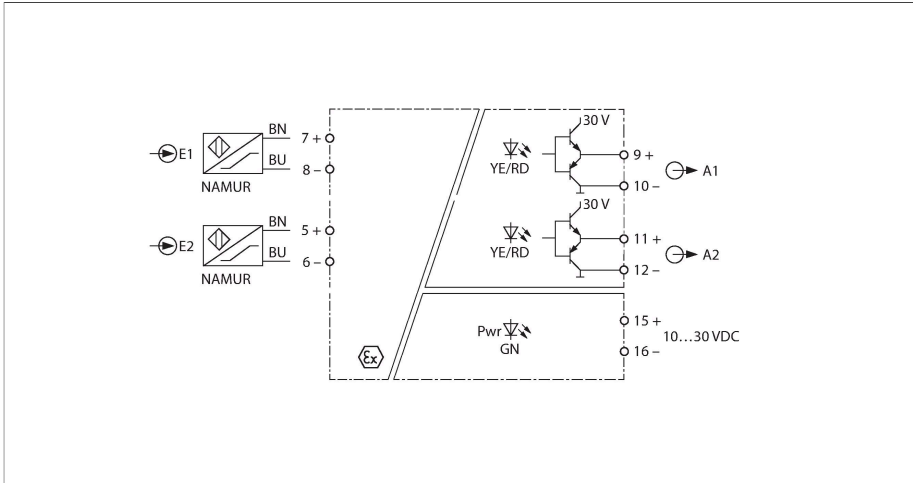 E1
BN
7 +
BU
8 –
NAMUR
E2
BN
5 +
BU
6 –
NAMUR
30 V
YE/RD
9 +
10 –
A1
30 V
YE/RD
11 +
12 –
A2
Pwr
GN
15 +
16 –
10…30 VDC
Ex